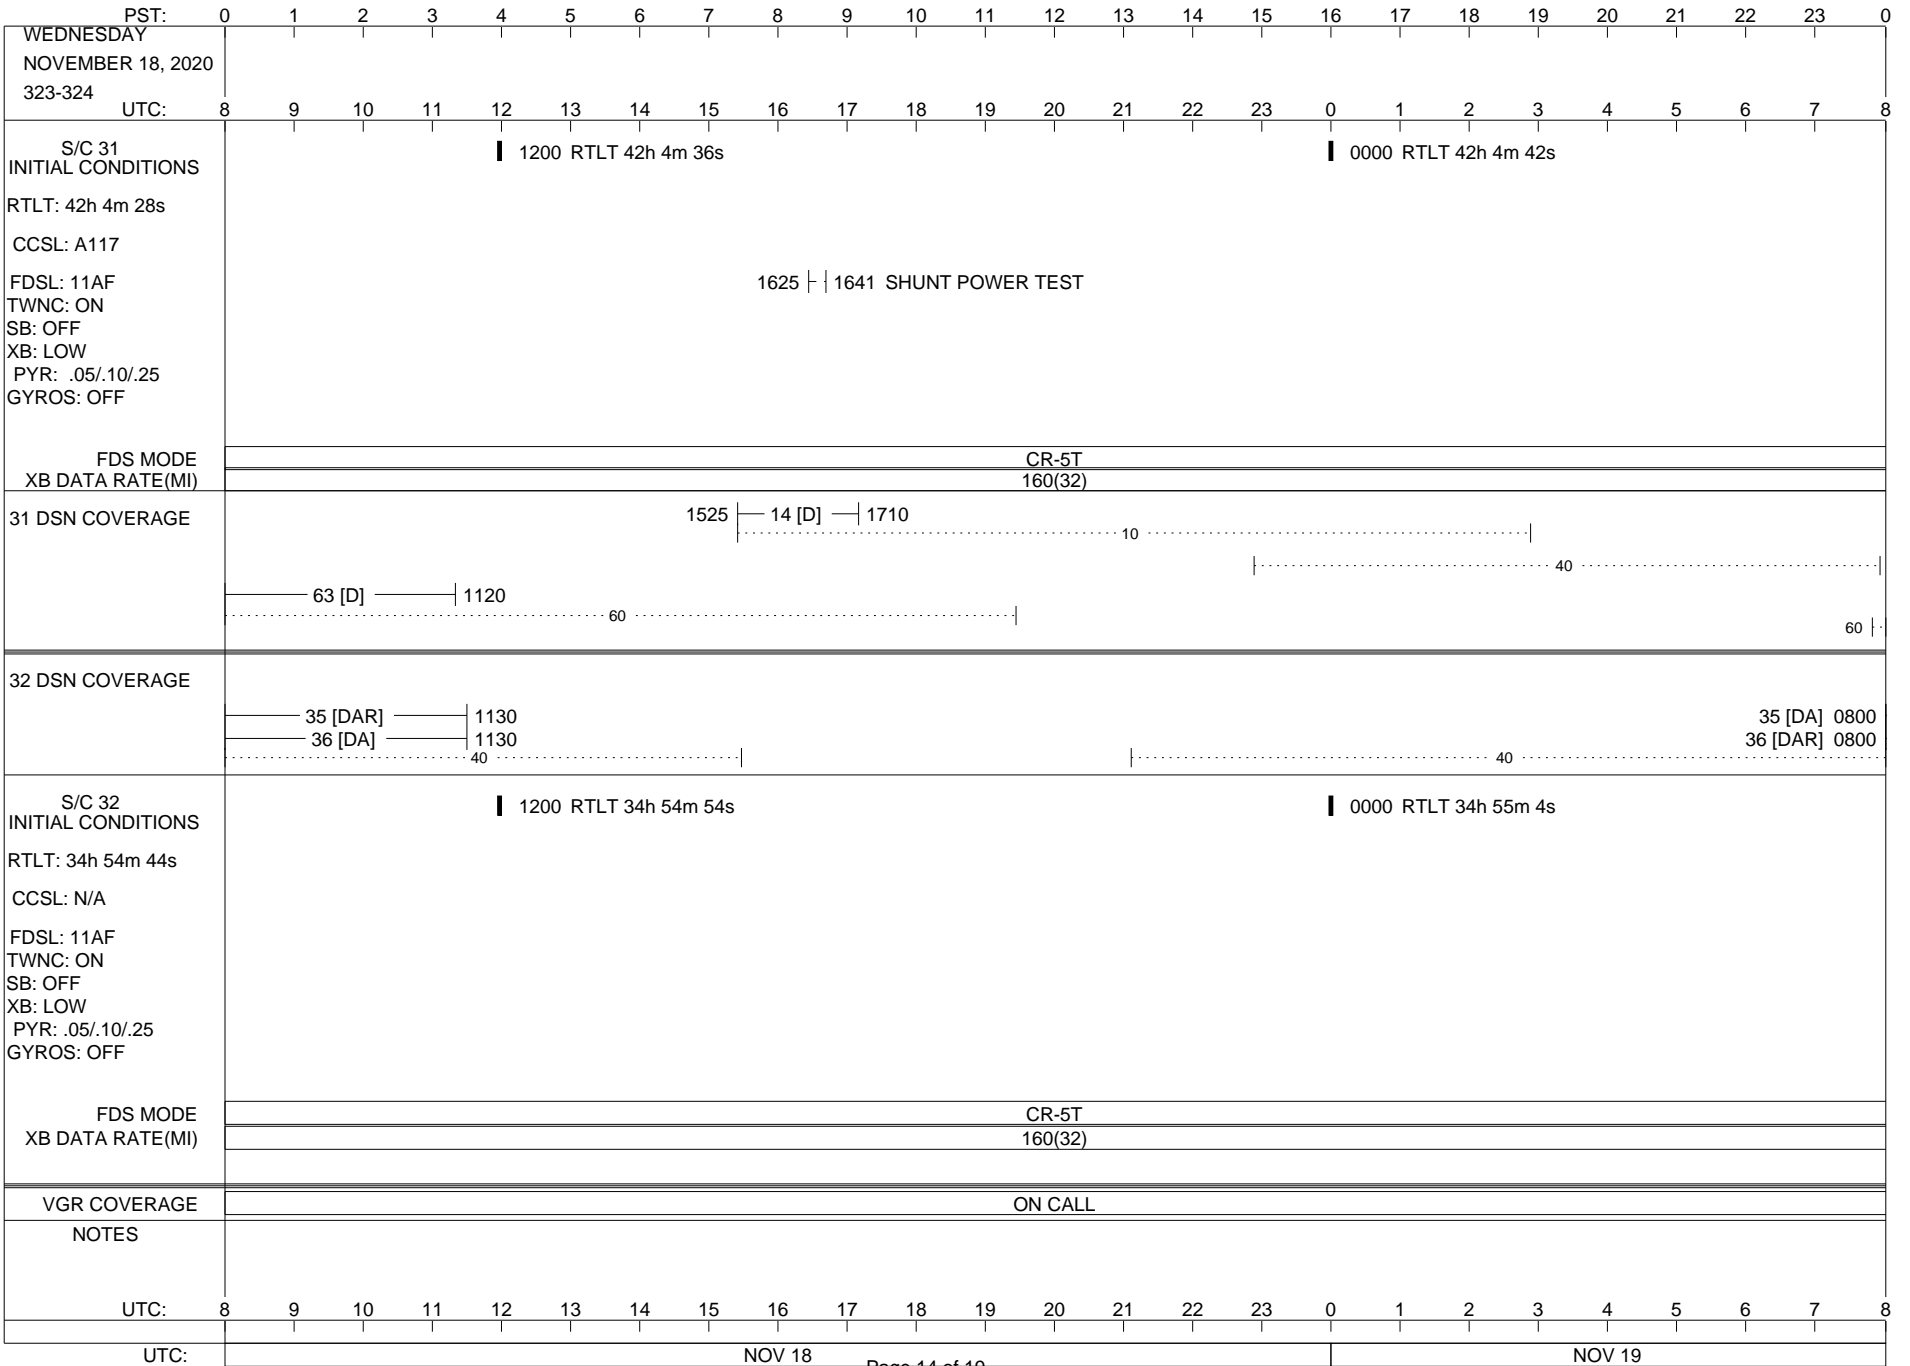 PST: 0 1 2 3 4 5 6 7 8 9 10 11 12 13 14 15 16 17 18 19 20 21 22 23 0
WEDNESDAY
NOVEMBER 18, 2020
323-324
UTC: 8 9 10 11 12 13 14 15 16 17 18 19 20 21 22 23 0 1 2 3 4 5 6 7 8
S/C 31
INITIAL CONDITIONS
1200 RTLT 42h 4m 36s
0000 RTLT 42h 4m 42s
RTLT: 42h 4m 28s
CCSL: A117
FDSL: 11AF
1625 1641 SHUNT POWER TEST
TWNC: ON
SB: OFF
XB: LOW
PYR: .05/.10/.25
GYROS: OFF
FDS MODE CR-5T
XB DATA RATE(MI) 160(32)
31 DSN COVERAGE
1525 14 [D] 1710
10
40
63 [D] 1120
60
60
32 DSN COVERAGE
35 [DAR] 1130 35 [DA] 0800
36 [DA] 1130 36 [DAR] 0800
40 40
S/C 32
INITIAL CONDITIONS
1200 RTLT 34h 54m 54s
0000 RTLT 34h 55m 4s
RTLT: 34h 54m 44s
CCSL: N/A
FDSL: 11AF
TWNC: ON
SB: OFF
XB: LOW
PYR: .05/.10/.25
GYROS: OFF
FDS MODE CR-5T
XB DATA RATE(MI) 160(32)
VGR COVERAGE ON CALL
NOTES
UTC: 8 9 10 11 12 13 14 15 16 17 18 19 20 21 22 23 0 1 2 3 4 5 6 7 8
UTC: NOV 18 NOV 19
Page 14 of 19